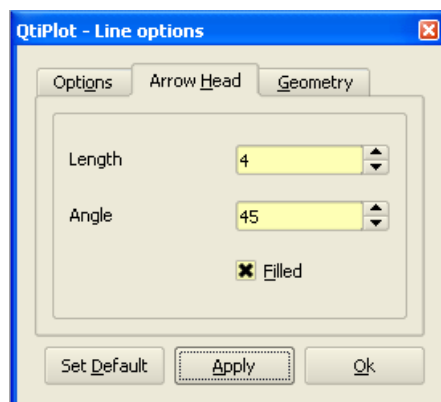 QtiPlot - Line options
Options Arrow Head Geometry
Length 4
Angle 45
Filled
Set Default Apply Ok